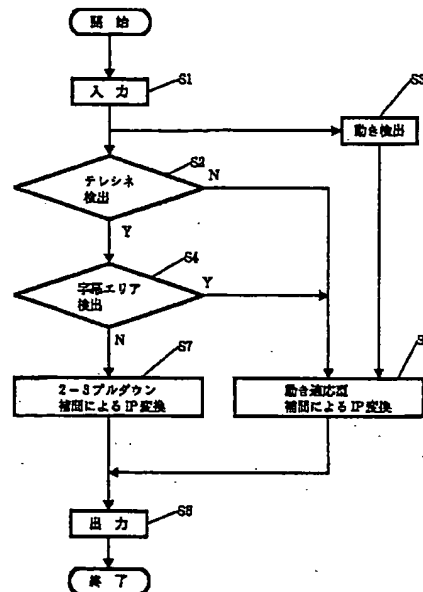 開始
S1
入力
S3
動き検出
S2
テレシネ
検出
N
Y
S4
字幕エリア
検出
Y
N
S7
2－3プルダウン
補間によるIP変換
動き適応型
補間によるIP変換
S8
出力
終了